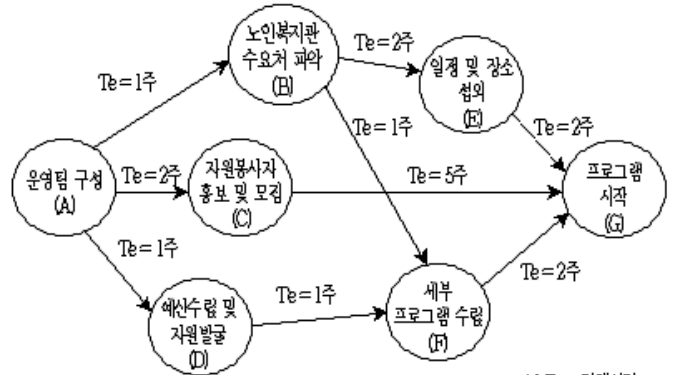 노인복지관
수요처 파악
(B)
Te=2주
일정 및 장소
섭외
(E)
Te=1주
Te=1주
Te=2주
운영팀 구성
(A)
Te=2주
자원봉사자
홍보 및 모집
(C)
Te=5주
프로그램
시작
(G)
Te=1주
Te=2주
예산수립 및
자원발굴
(D)
Te=1주
세부
프로그램 수립
(F)